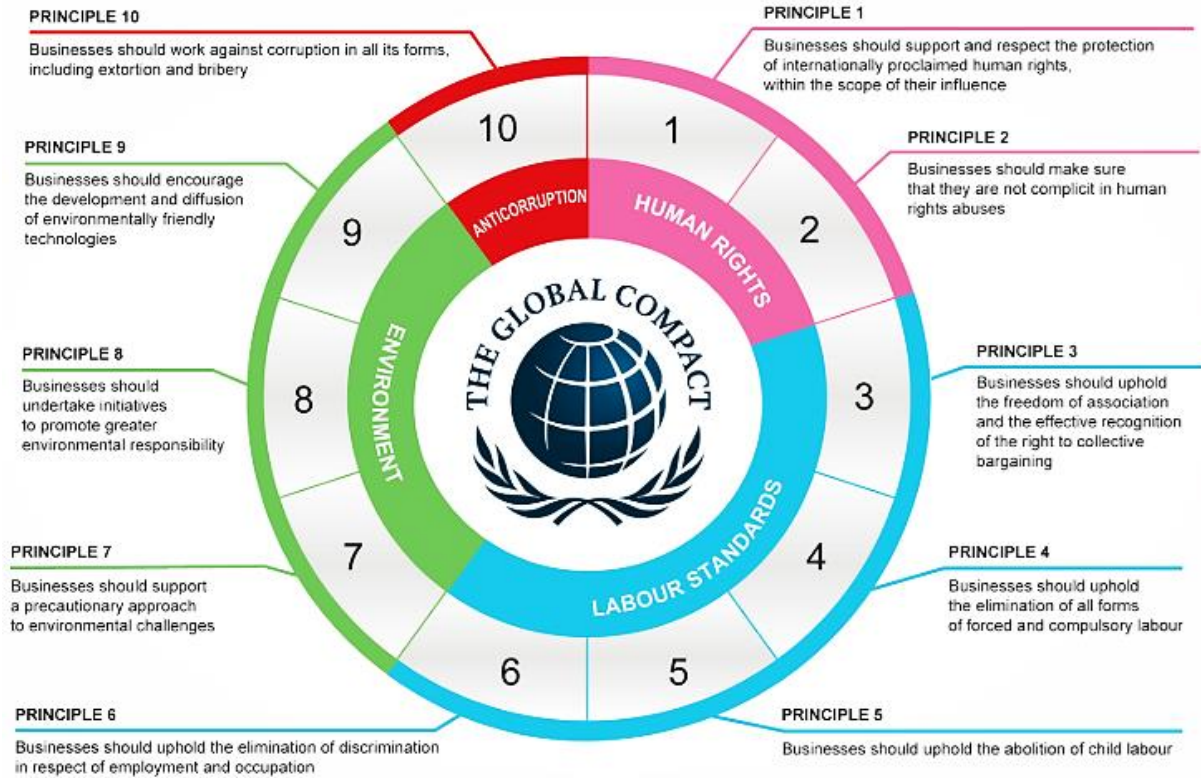 PRINCIPLE 10
Businesses should work against corruption in all its forms,
including extortion and bribery
PRINCIPLE 1
Businesses should support and respect the protection
of internationally proclaimed human rights,
within the scope of their influence
PRINCIPLE 2
Businesses should make sure
that they are not complicit in human
rights abuses
PRINCIPLE 3
Businesses should uphold
the freedom of association
and the effective recognition
of the right to collective
bargaining
PRINCIPLE 4
Businesses should uphold
the elimination of all forms
of forced and compulsory labour
PRINCIPLE 5
Businesses should uphold the abolition of child labour
PRINCIPLE 6
Businesses should uphold the elimination of discrimination
in respect of employment and occupation
PRINCIPLE 7
Businesses should support
a precautionary approach
to environmental challenges
PRINCIPLE 8
Businesses should
undertake initiatives
to promote greater
environmental responsibility
PRINCIPLE 9
Businesses should encourage
the development and diffusion
of environmentally friendly
technologies
10
1
2
3
4
5
6
7
8
9
ANTICORRUPTION
HUMAN RIGHTS
LABOUR STANDARDS
ENVIRONMENT
THE GLOBAL COMPACT